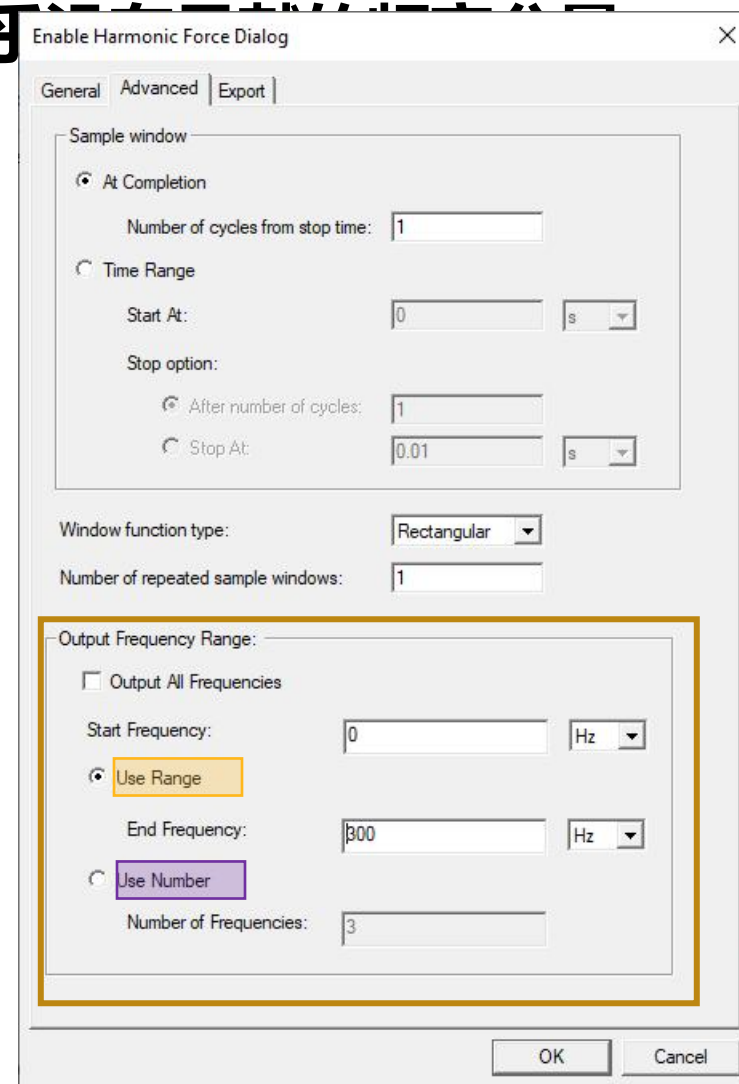 Enable Harmonic Force Dialog
General Advanced Export
Sample window
At Completion
Number of cycles from stop time: 1
Time Range
Start At: 0 s
Stop option:
After number of cycles: 1
Stop At: 0.01 s
Window function type: Rectangular
Number of repeated sample windows: 1
Output Frequency Range:
Output All Frequencies
Start Frequency: 0 Hz
Use Range
End Frequency: 300 Hz
Use Number
Number of Frequencies: 3
OK Cancel